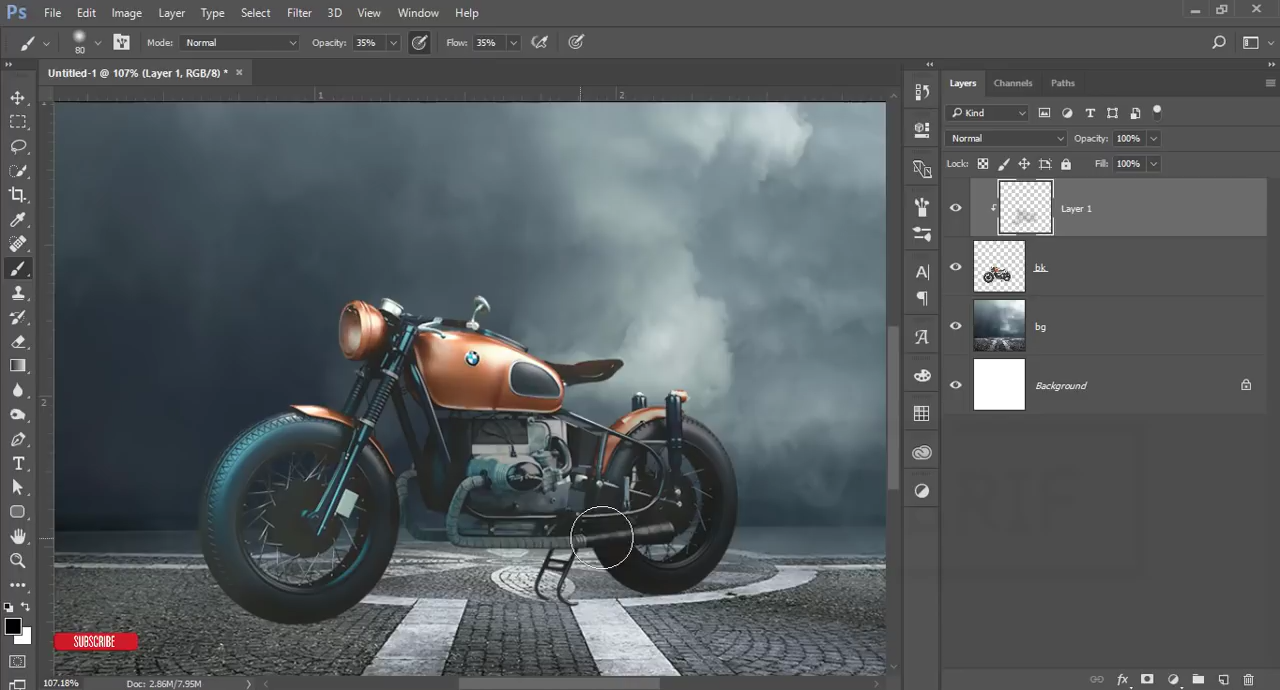 Ps File Edit Image Layer Type Select Filter 3D View Window Help
80 Mode: Normal Opacity: 35% Flow: 35%
Untitled-1 @ 107% (Layer 1, RGB/8) *
Layers Channels Paths
1 2
Kind
Normal Opacity: 100%
Lock: Fill: 100%
Layer 1
bk
bg
2
Background
SUBSCRIBE
107.18% Doc: 2.86M/7.95M